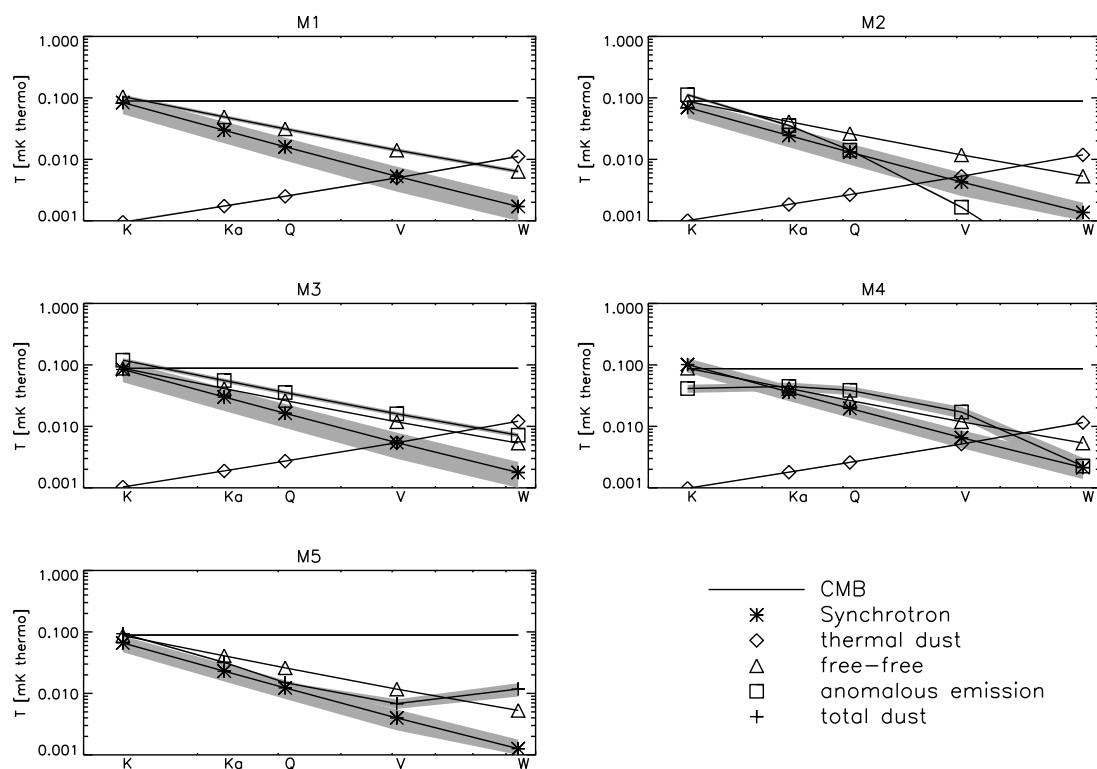 M1
M2
1.000
0.100
0.010
0.001
T [mK thermo]
K Ka Q V W
1.000
0.100
0.010
0.001
T [mK thermo]
K Ka Q V W
M3
M4
1.000
0.100
0.010
0.001
T [mK thermo]
K Ka Q V W
1.000
0.100
0.010
0.001
T [mK thermo]
K Ka Q V W
M5
1.000
0.100
0.010
0.001
T [mK thermo]
K Ka Q V W
CMB
Synchrotron
thermal dust
free-free
anomalous emission
total dust